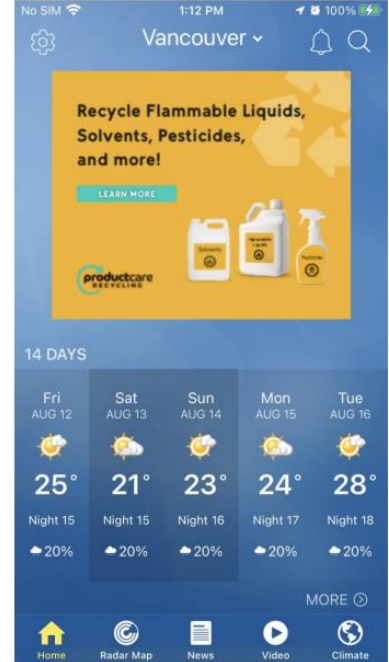 No SIM 1:12 PM 100%
Vancouver
Recycle Flammable Liquids,
Solvents, Pesticides,
and more!
LEARN MORE
Solvents
Flammable
Liquids
Pesticide
productcare
RECYCLING
14 DAYS
Fri Sat Sun Mon Tue
AUG 12 AUG 13 AUG 14 AUG 15 AUG 16
25° 21° 23° 24° 28°
Night 15 Night 15 Night 16 Night 17 Night 18
20% 20% 20% 20% 20%
MORE
Home Radar Map News Video Climate